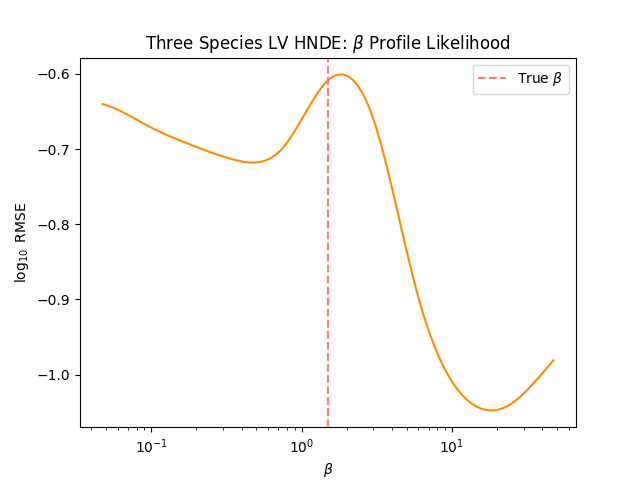 Three Species LV HNDE: β Profile Likelihood
True β
log₁₀ RMSE
−0.6
−0.7
−0.8
−0.9
−1.0
10⁻¹ 10⁰ 10¹
β